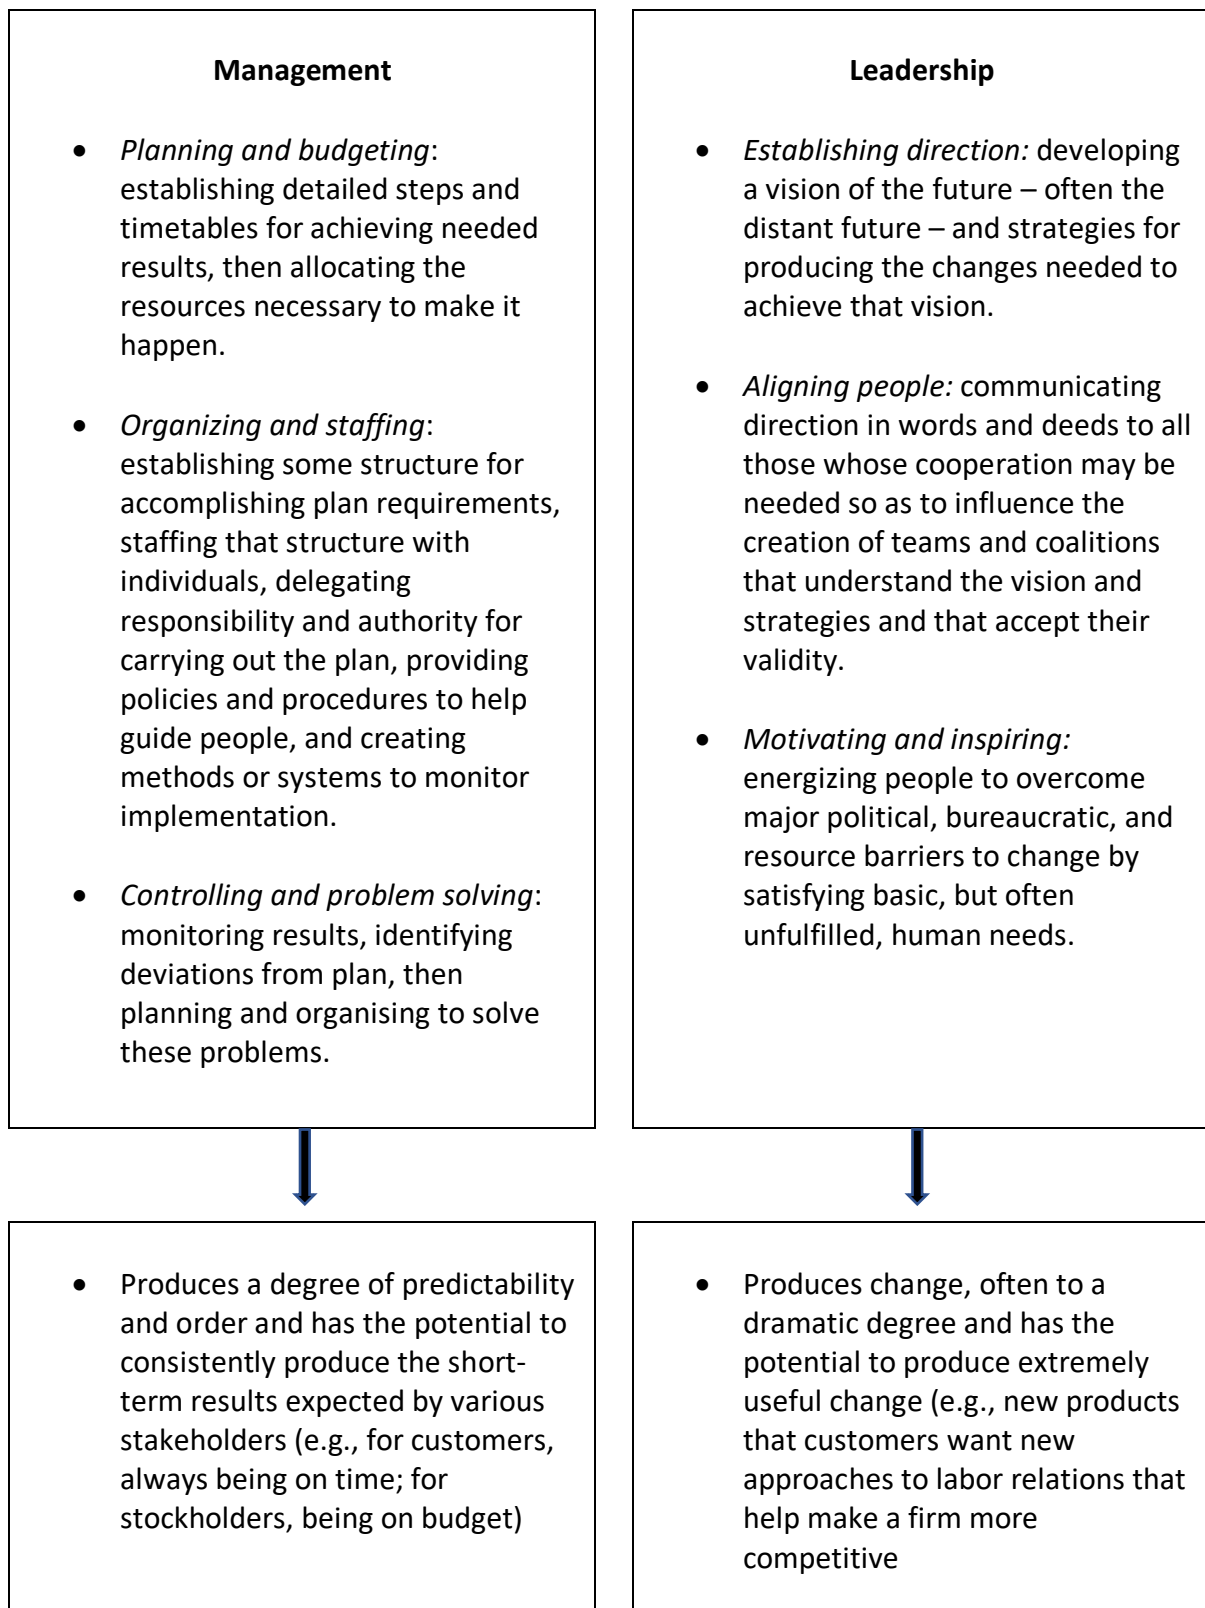 Management
• Planning and budgeting:
establishing detailed steps and
timetables for achieving needed
results, then allocating the
resources necessary to make it
happen.
• Organizing and staffing:
establishing some structure for
accomplishing plan requirements,
staffing that structure with
individuals, delegating
responsibility and authority for
carrying out the plan, providing
policies and procedures to help
guide people, and creating
methods or systems to monitor
implementation.
• Controlling and problem solving:
monitoring results, identifying
deviations from plan, then
planning and organising to solve
these problems.
Leadership
• Establishing direction: developing
a vision of the future – often the
distant future – and strategies for
producing the changes needed to
achieve that vision.
• Aligning people: communicating
direction in words and deeds to all
those whose cooperation may be
needed so as to influence the
creation of teams and coalitions
that understand the vision and
strategies and that accept their
validity.
• Motivating and inspiring:
energizing people to overcome
major political, bureaucratic, and
resource barriers to change by
satisfying basic, but often
unfulfilled, human needs.
• Produces a degree of predictability
and order and has the potential to
consistently produce the short-
term results expected by various
stakeholders (e.g., for customers,
always being on time; for
stockholders, being on budget)
• Produces change, often to a
dramatic degree and has the
potential to produce extremely
useful change (e.g., new products
that customers want new
approaches to labor relations that
help make a firm more
competitive